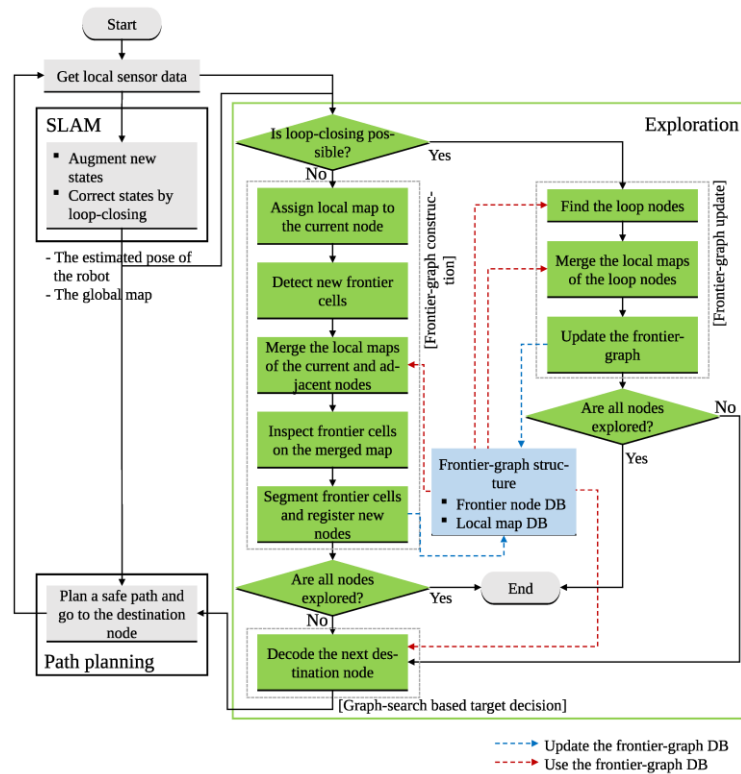 Start
Get local sensor data
SLAM
▪ Augment new
states
▪ Correct states by
loop-closing
- The estimated pose of
the robot
- The global map
Exploration
Is loop-closing pos-
sible?
Yes
No
Assign local map to
the current node
Detect new frontier
cells
Merge the local maps
of the current and ad-
jacent nodes
Inspect frontier cells
on the merged map
Segment frontier cells
and register new
nodes
[Frontier-graph construc-
tion]
Find the loop nodes
Merge the local maps
of the loop nodes
Update the frontier-
graph
[Frontier-graph update]
Are all nodes
explored?
No
Yes
Frontier-graph struc-
ture
▪ Frontier node DB
▪ Local map DB
Are all nodes
explored?
Yes
No
End
Plan a safe path and
go to the destination
node
Path planning
Decode the next des-
tination node
[Graph-search based target decision]
Update the frontier-graph DB
Use the frontier-graph DB